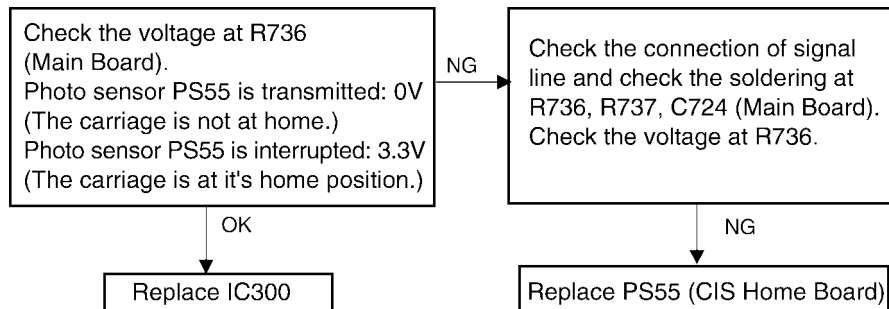 Check the voltage at R736
(Main Board).
Photo sensor PS55 is transmitted: 0V
(The carriage is not at home.)
Photo sensor PS55 is interrupted: 3.3V
(The carriage is at it's home position.)
NG
Check the connection of signal
line and check the soldering at
R736, R737, C724 (Main Board).
Check the voltage at R736.
OK
NG
Replace IC300
Replace PS55 (CIS Home Board)